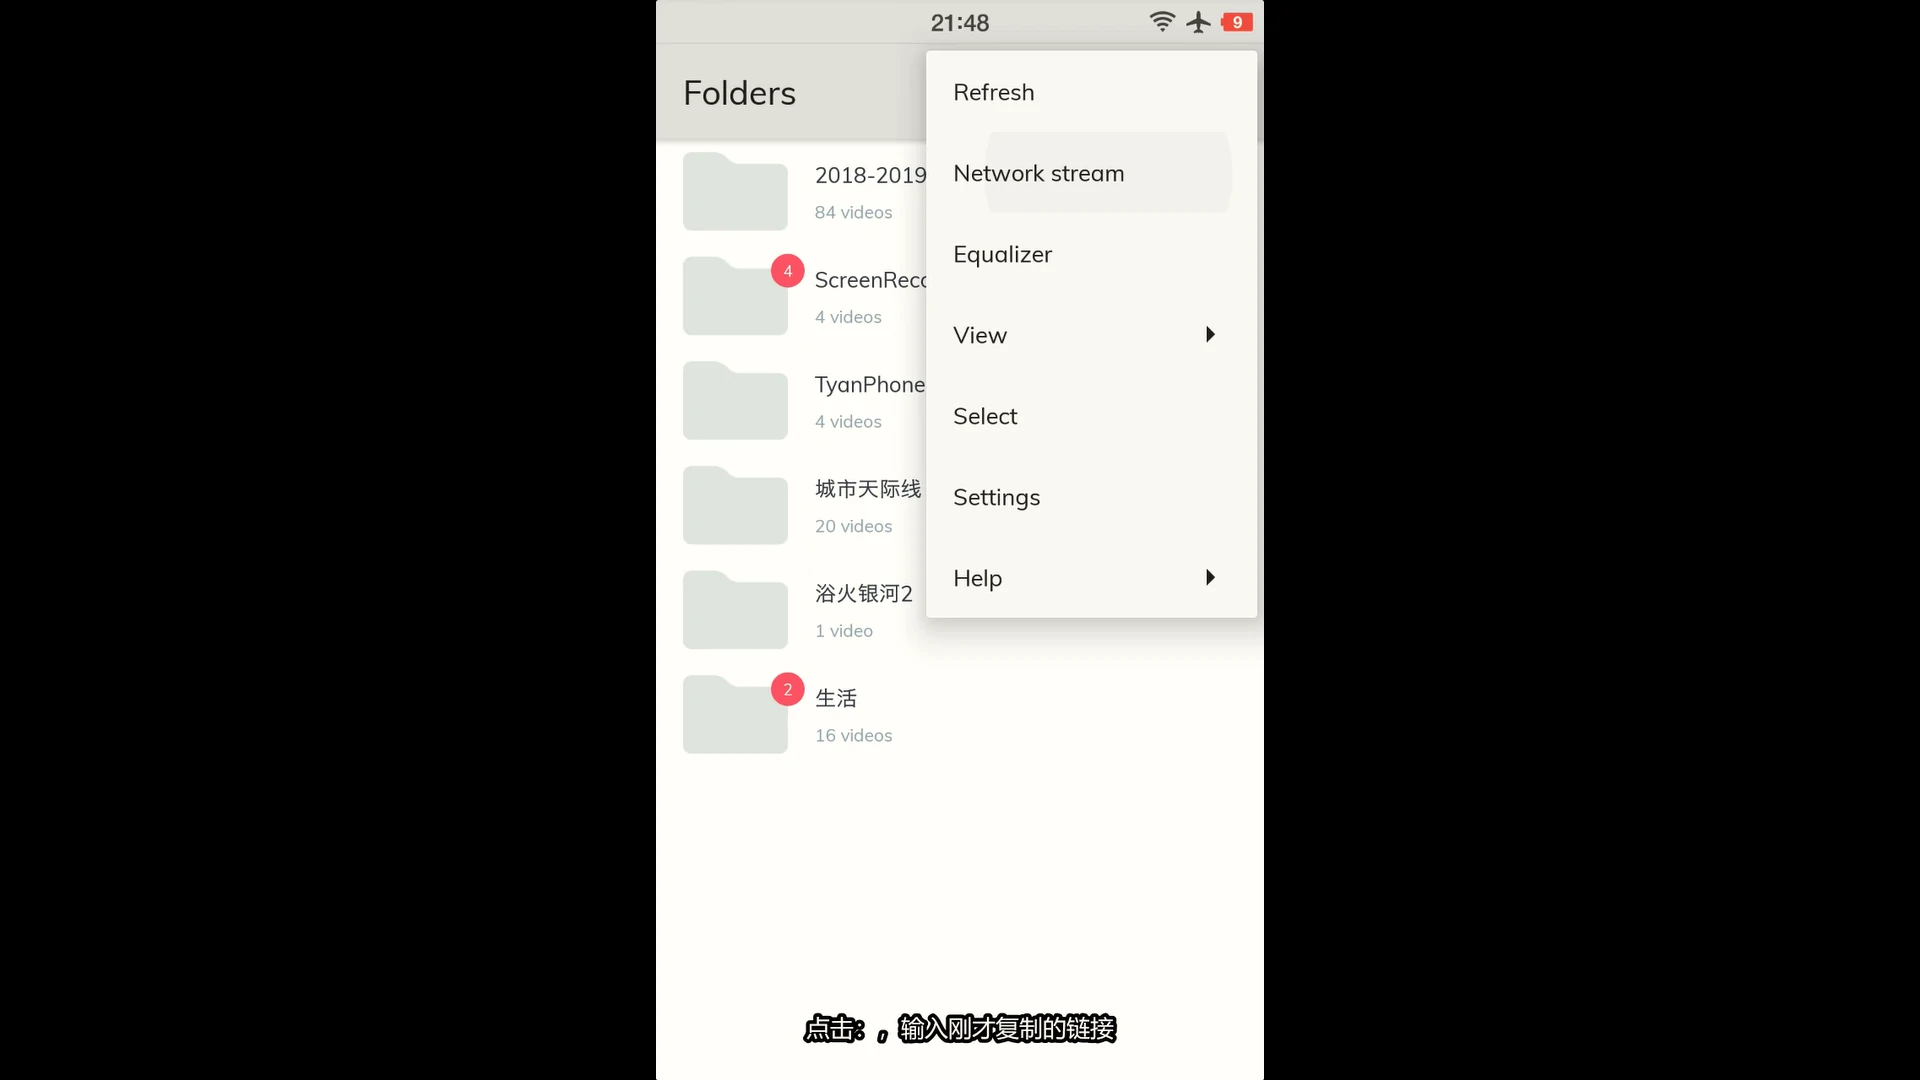 21:48
9
Folders
Refresh
Network stream
Equalizer
View
Select
Settings
Help
2018-2019
84 videos
4
ScreenReco
4 videos
TyanPhone
4 videos
城市天际线
20 videos
浴火银河2
1 video
2
生活
16 videos
点击:，输入刚才复制的链接